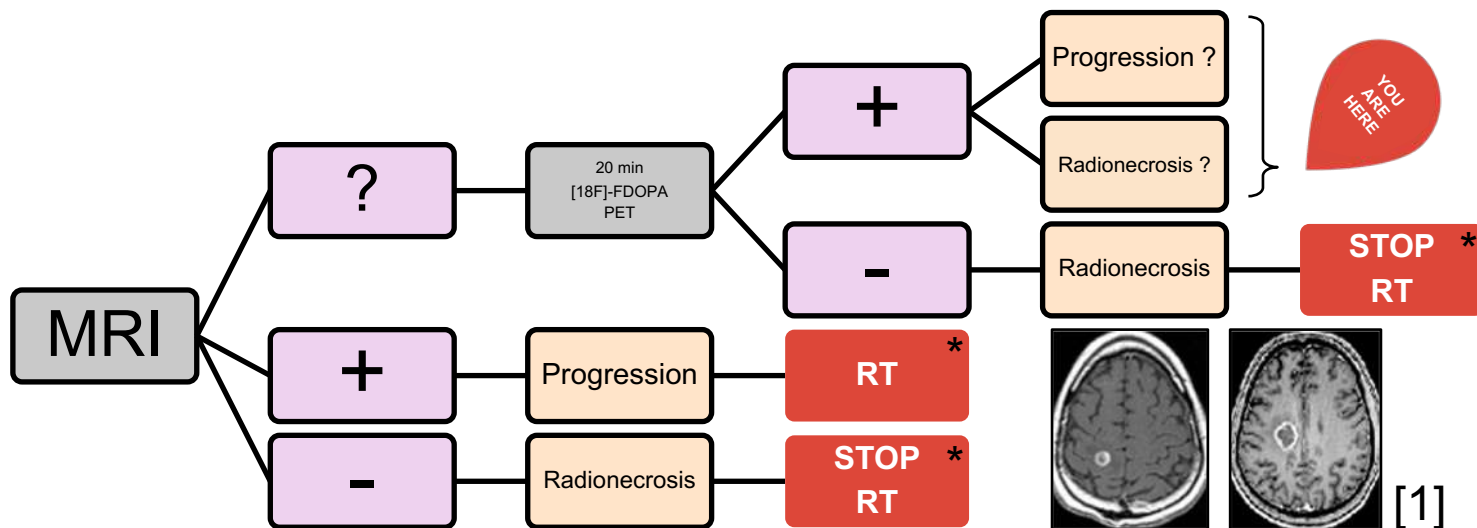 Progression ?
+
YOU
ARE
HERE
?
20 min
[18F]-FDOPA
PET
Radionecrosis ?
-
Radionecrosis
STOP *
RT
MRI
+
Progression
RT *
-
Radionecrosis
STOP *
RT
[1]